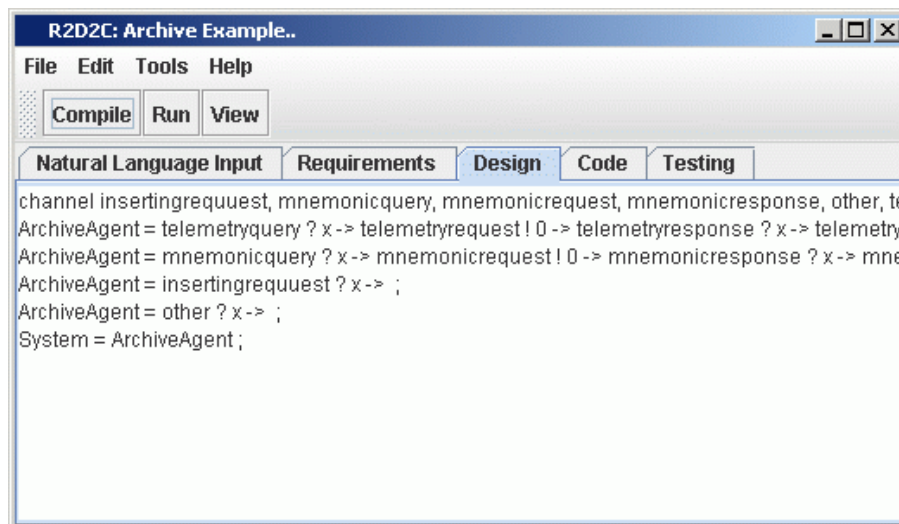 R2D2C: Archive Example..
File Edit Tools Help
Compile Run View
Natural Language Input Requirements Design Code Testing
channel insertingrequuest, mnemonicquery, mnemonicrequest, mnemonicresponse, other, te
ArchiveAgent = telemetryquery ? x -> telemetryrequest ! 0 -> telemetryresponse ? x -> telemetry
ArchiveAgent = mnemonicquery ? x -> mnemonicrequest ! 0 -> mnemonicresponse ? x -> mne
ArchiveAgent = insertingrequuest ? x -> ;
ArchiveAgent = other ? x -> ;
System = ArchiveAgent ;